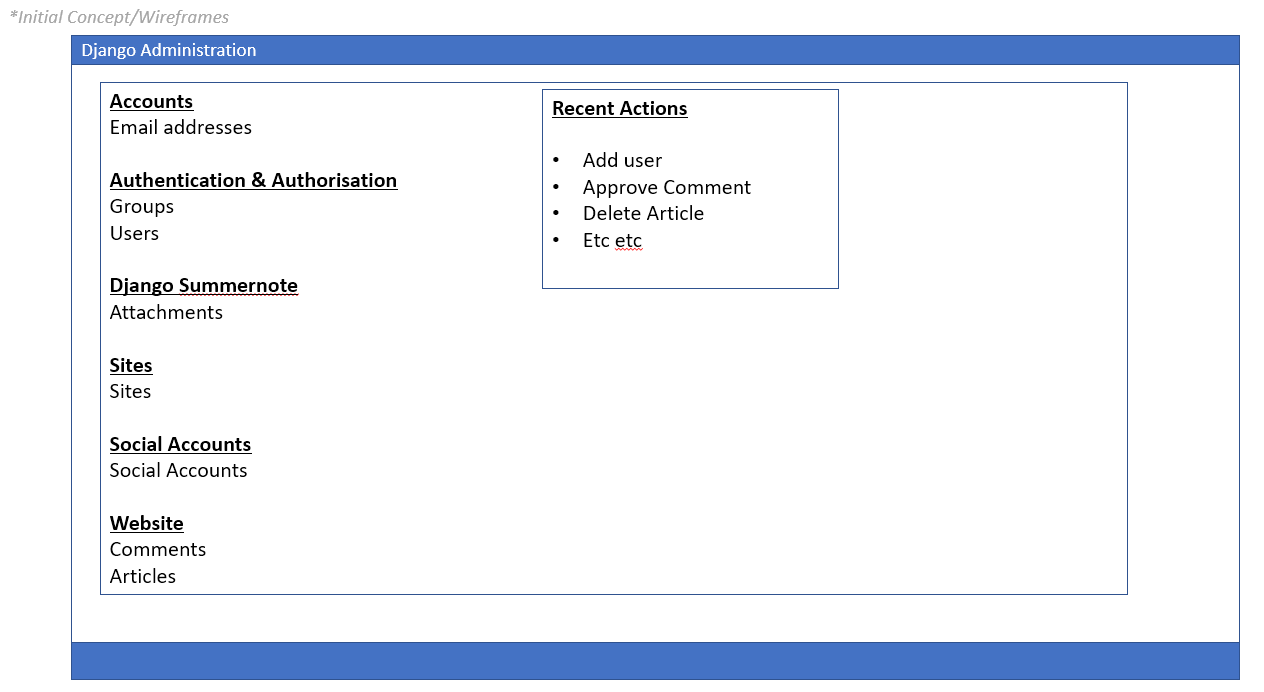 *Initial Concept/Wireframes
Django Administration
Accounts
Email addresses
Authentication & Authorisation
Groups
Users
Django Summernote
Attachments
Sites
Sites
Social Accounts
Social Accounts
Website
Comments
Articles
Recent Actions
• Add user
• Approve Comment
• Delete Article
• Etc etc